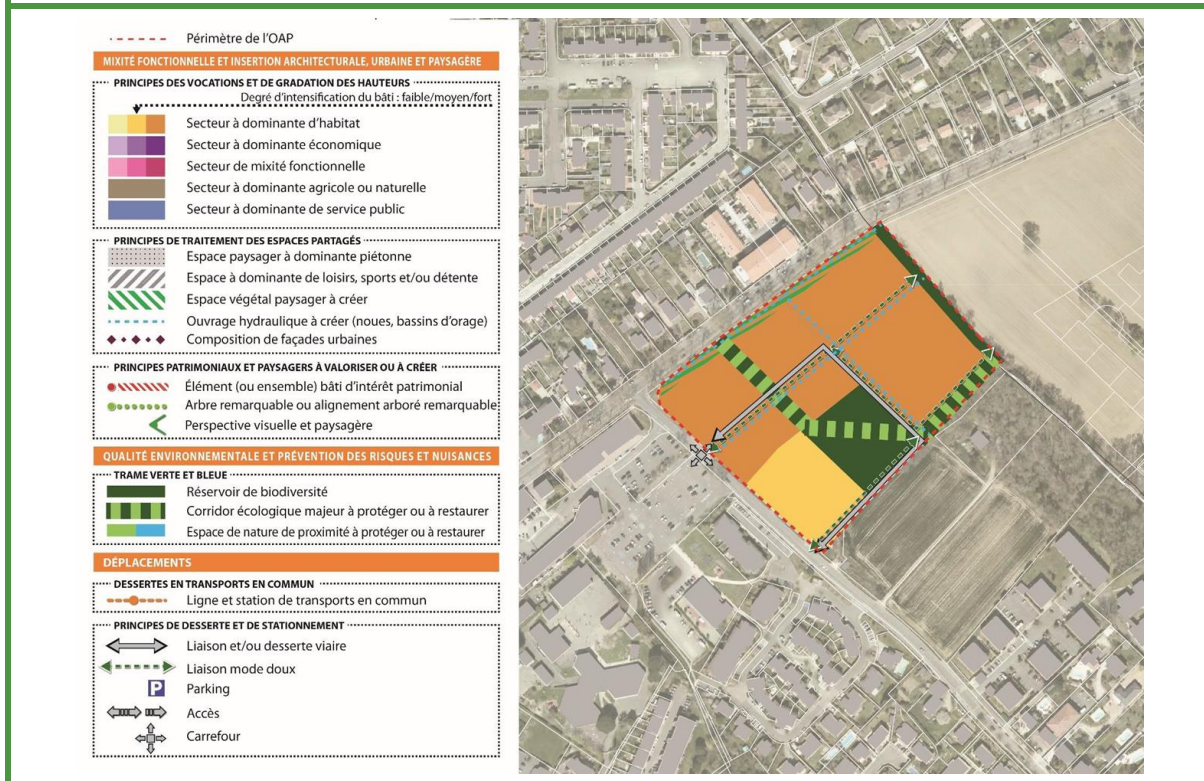 Périmètre de l'OAP
MIXITÉ FONCTIONNELLE ET INSERTION ARCHITECTURALE, URBAINE ET PAYSAGÈRE
PRINCIPES DES VOCATIONS ET DE GRADATION DES HAUTEURS
Degré d'intensification du bâti : faible/moyen/fort
Secteur à dominante d'habitat
Secteur à dominante économique
Secteur de mixité fonctionnelle
Secteur à dominante agricole ou naturelle
Secteur à dominante de service public
PRINCIPES DE TRAITEMENT DES ESPACES PARTAGÉS
Espace paysager à dominante piétonne
Espace à dominante de loisirs, sports et/ou détente
Espace végétal paysager à créer
Ouvrage hydraulique à créer (noues, bassins d'orage)
Composition de façades urbaines
PRINCIPES PATRIMONIAUX ET PAYSAGERS À VALORISER OU À CRÉER
Élément (ou ensemble) bâti d'intérêt patrimonial
Arbre remarquable ou alignement arboré remarquable
Perspective visuelle et paysagère
QUALITÉ ENVIRONNEMENTALE ET PRÉVENTION DES RISQUES ET NUISANCES
TRAME VERTE ET BLEUE
Réservoir de biodiversité
Corridor écologique majeur à protéger ou à restaurer
Espace de nature de proximité à protéger ou à restaurer
DÉPLACEMENTS
DESSERTES EN TRANSPORTS EN COMMUN
Ligne et station de transports en commun
PRINCIPES DE DESSERTE ET DE STATIONNEMENT
Liaison et/ou desserte viaire
Liaison mode doux
P Parking
Accès
Carrefour